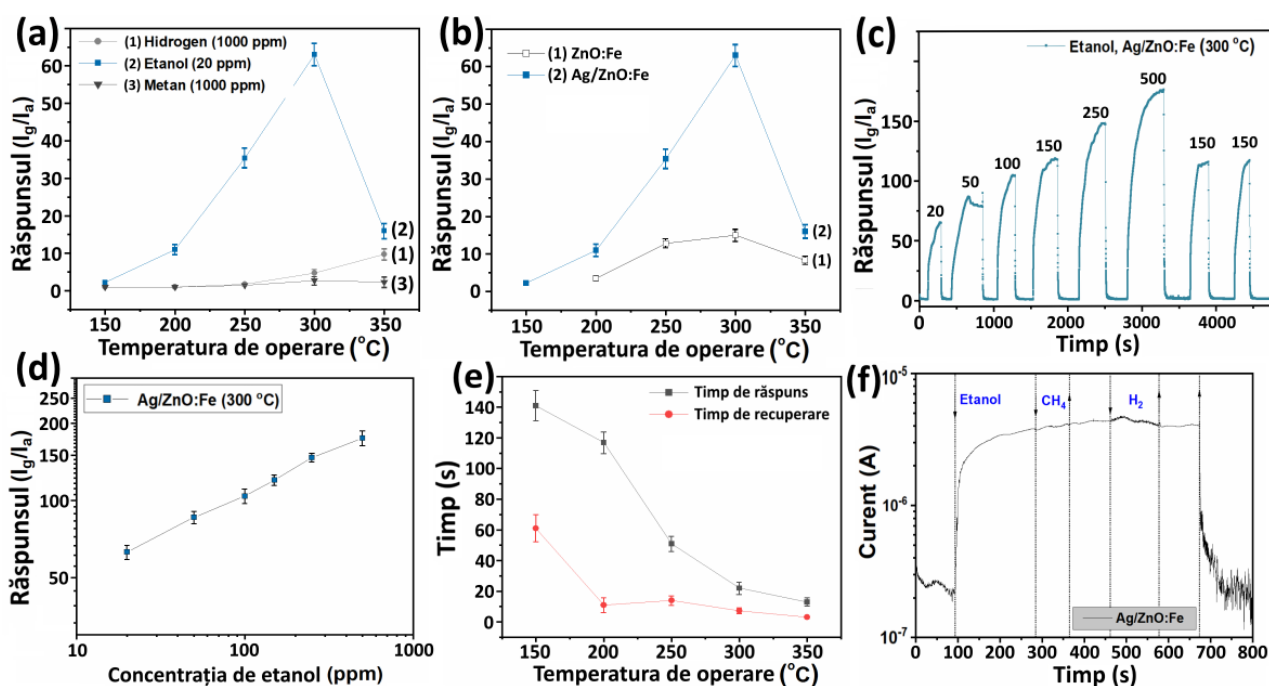 (a)
(1) Hidrogen (1000 ppm)
(2) Etanol (20 ppm)
(3) Metan (1000 ppm)
Răspunsul (Ig/Ia)
70
60
50
40
30
20
10
0
(2)
(1)
(3)
150 200 250 300 350
Temperatura de operare (°C)
(b)
(1) ZnO:Fe
(2) Ag/ZnO:Fe
Răspunsul (Ig/Ia)
70
60
50
40
30
20
10
0
(2)
(1)
150 200 250 300 350
Temperatura de operare (°C)
(c)
Etanol, Ag/ZnO:Fe (300 °C)
Răspunsul (Ig/Ia)
175
125
75
25
0
20 50 100 150 250 500 150 150
0 1000 2000 3000 4000
Timp (s)
(d)
Ag/ZnO:Fe (300 °C)
Răspunsul (Ig/Ia)
250
200
150
100
50
10 100 1000
Concentrația de etanol (ppm)
(e)
Timp de răspuns
Timp de recuperare
Timp (s)
140
120
100
80
60
40
20
0
150 200 250 300 350
Temperatura de operare (°C)
(f)
Etanol CH4 H2
Curent (A)
10-5
10-6
10-7
Ag/ZnO:Fe
0 100 200 300 400 500 600 700 800
Timp (s)